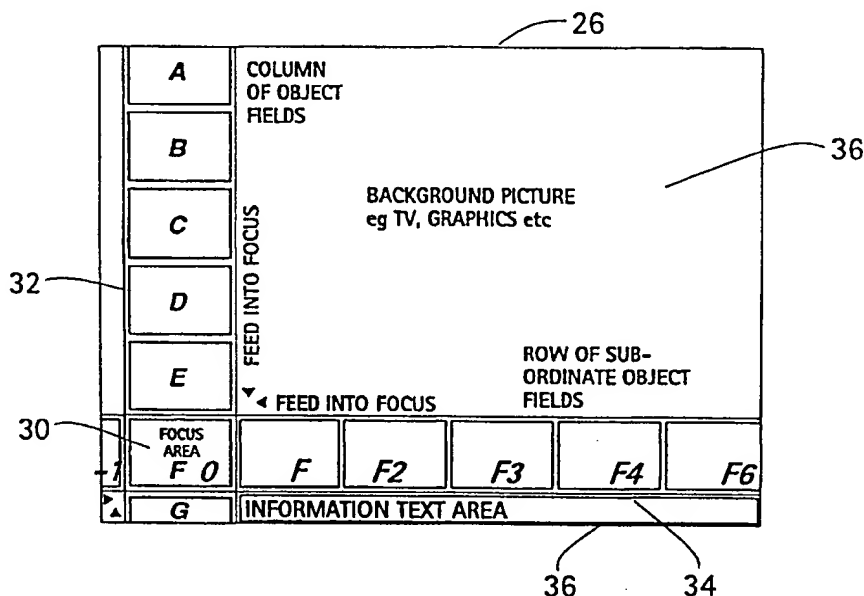 26
A
COLUMN
OF OBJECT
FIELDS
B
36
BACKGROUND PICTURE
eg TV, GRAPHICS etc
C
FEED INTO FOCUS
32
D
E
ROW OF SUB-
ORDINATE OBJECT
FIELDS
FEED INTO FOCUS
30
FOCUS
AREA
-1 F 0 F F2 F3 F4 F6
G INFORMATION TEXT AREA
36 34